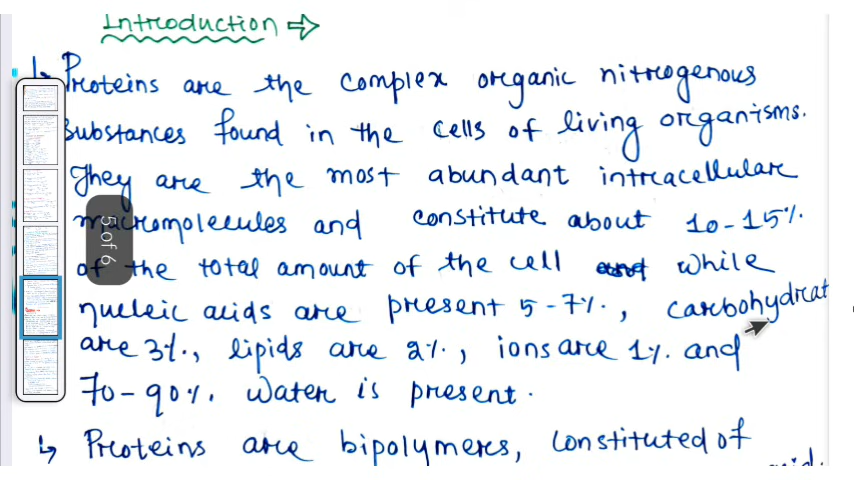 Introduction ⇒
↳ Proteins are the complex organic nitrogenous
substances found in the cells of living organisms.
They are the most abundant intracellular
macromolecules and constitute about 10-15%.
of the total amount of the cell and while
nucleic acids are present 5-7%., carbohydrat
are 3%., lipids are 2%., ions are 1%. and
70-90%. Water is present.
↳ Proteins are bipolymers, constituted of
5 of 6